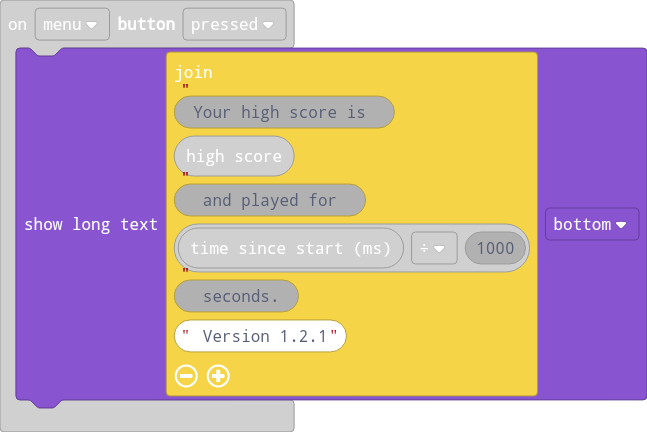 on menu button pressed
join
"
Your high score is
high score
"
and played for
show long text
bottom
time since start (ms) ÷ 1000
"
seconds.
" Version 1.2.1"